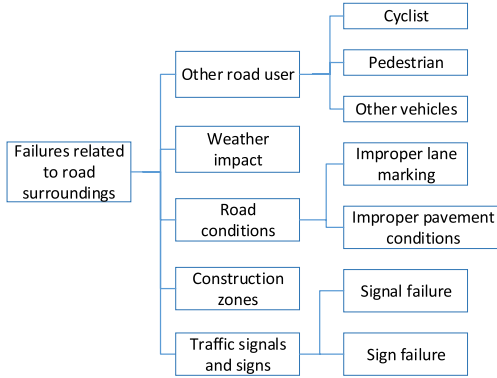 Failures related
to road
surroundings
Other road user
Cyclist
Pedestrian
Other vehicles
Weather
impact
Road
conditions
Improper lane
marking
Improper pavement
conditions
Construction
zones
Traffic signals
and signs
Signal failure
Sign failure